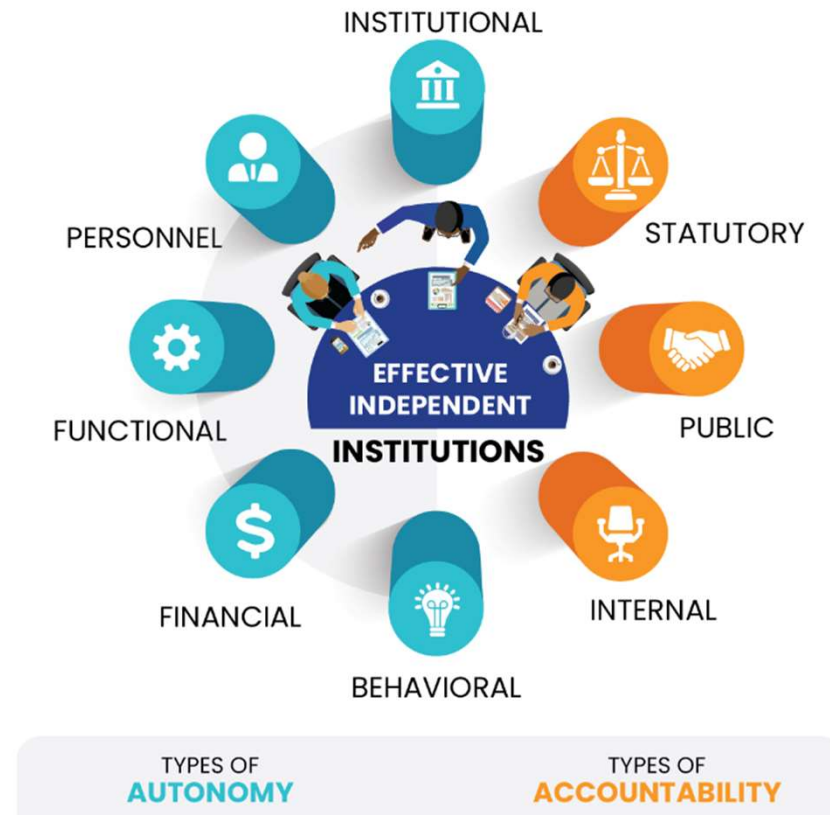 INSTITUTIONAL
PERSONNEL
STATUTORY
FUNCTIONAL
EFFECTIVE
INDEPENDENT
INSTITUTIONS
PUBLIC
FINANCIAL
INTERNAL
BEHAVIORAL
TYPES OF
AUTONOMY
TYPES OF
ACCOUNTABILITY